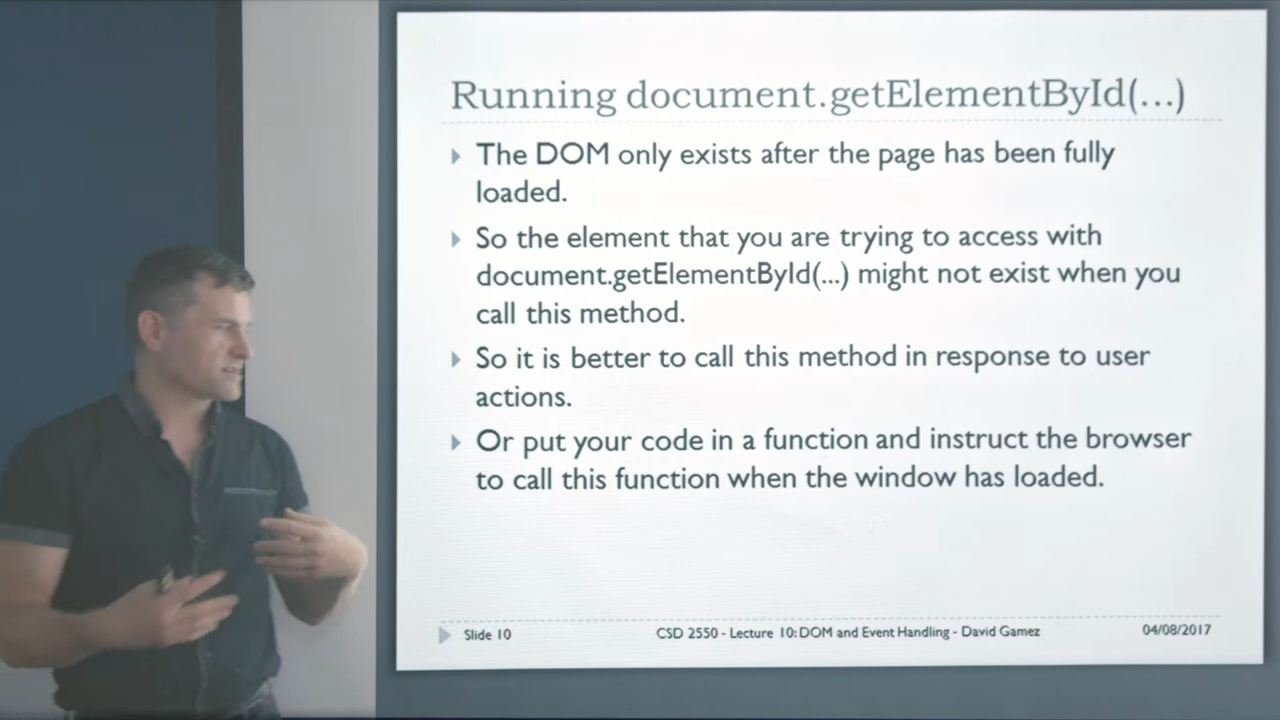 Running document.getElementById(...)
The DOM only exists after the page has been fully
loaded.
So the element that you are trying to access with
document.getElementById(...) might not exist when you
call this method.
So it is better to call this method in response to user
actions.
Or put your code in a function and instruct the browser
to call this function when the window has loaded.
Slide 10
CSD 2550 - Lecture 10: DOM and Event Handling - David Gamez
04/08/2017